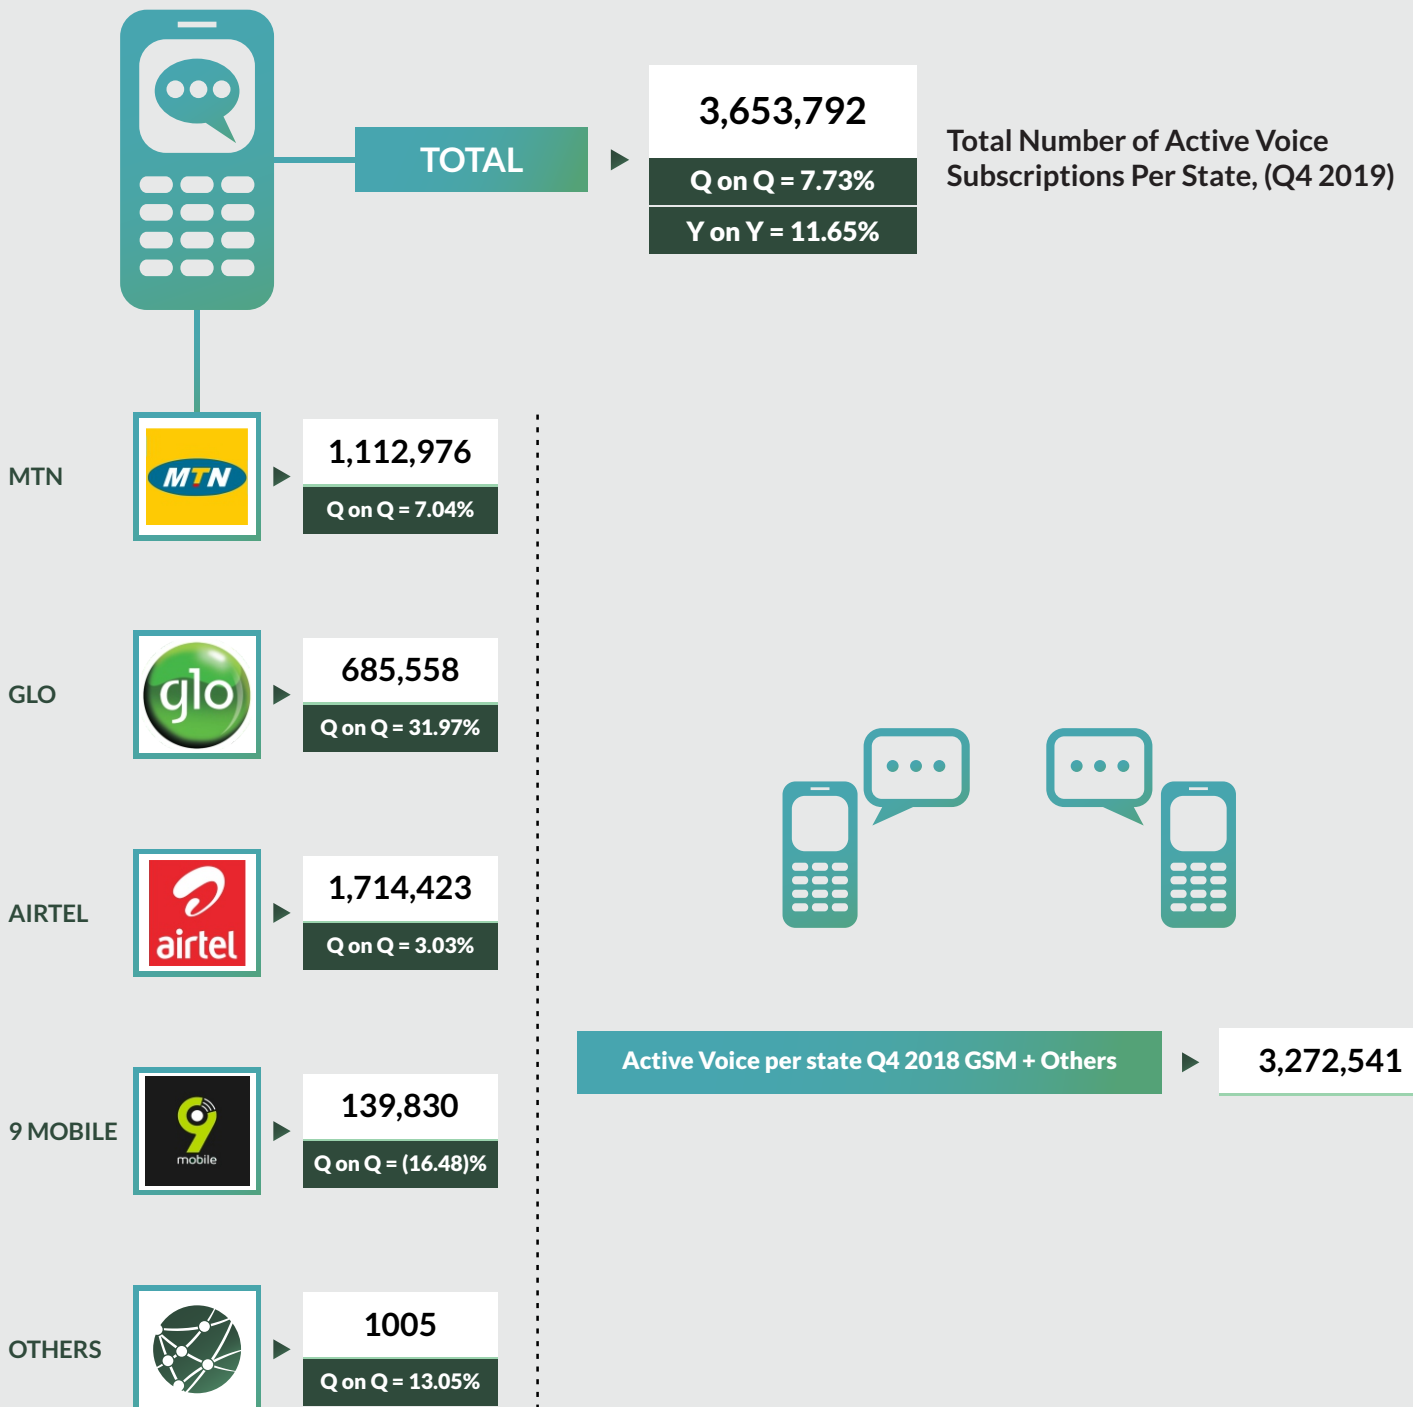 TOTAL
3,653,792
Q on Q = 7.73%
Y on Y = 11.65%
Total Number of Active Voice
Subscriptions Per State, (Q4 2019)
MTN
MTN
1,112,976
Q on Q = 7.04%
GLO
glo
685,558
Q on Q = 31.97%
AIRTEL
airtel
1,714,423
Q on Q = 3.03%
Active Voice per state Q4 2018 GSM + Others
3,272,541
9 MOBILE
9
mobile
139,830
Q on Q = (16.48)%
OTHERS
1005
Q on Q = 13.05%